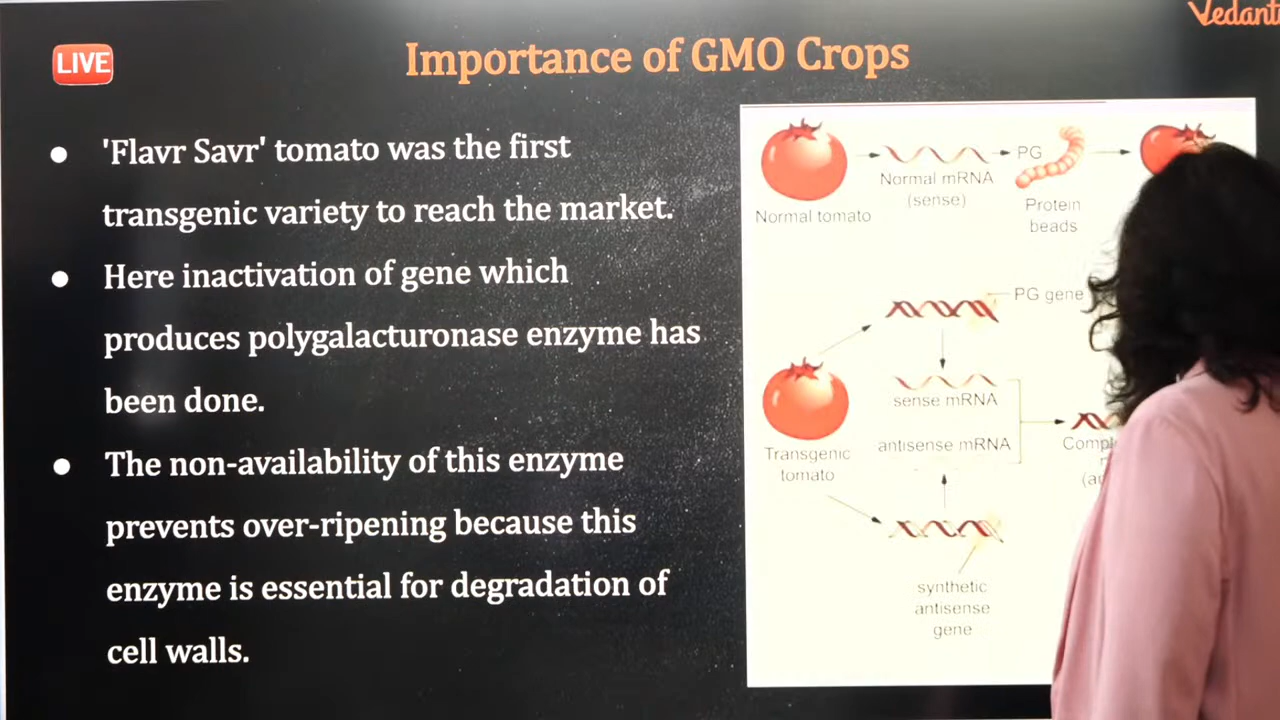 Vedant
LIVE
Importance of GMO Crops
● 'Flavr Savr' tomato was the first
transgenic variety to reach the market.
● Here inactivation of gene which
produces polygalacturonase enzyme has
been done.
● The non-availability of this enzyme
prevents over-ripening because this
enzyme is essential for degradation of
cell walls.
Normal tomato
Normal mRNA
(sense)
PG
Protein
beads
PG gene
sense mRNA
antisense mRNA
Transgenic
tomato
synthetic
antisense
gene